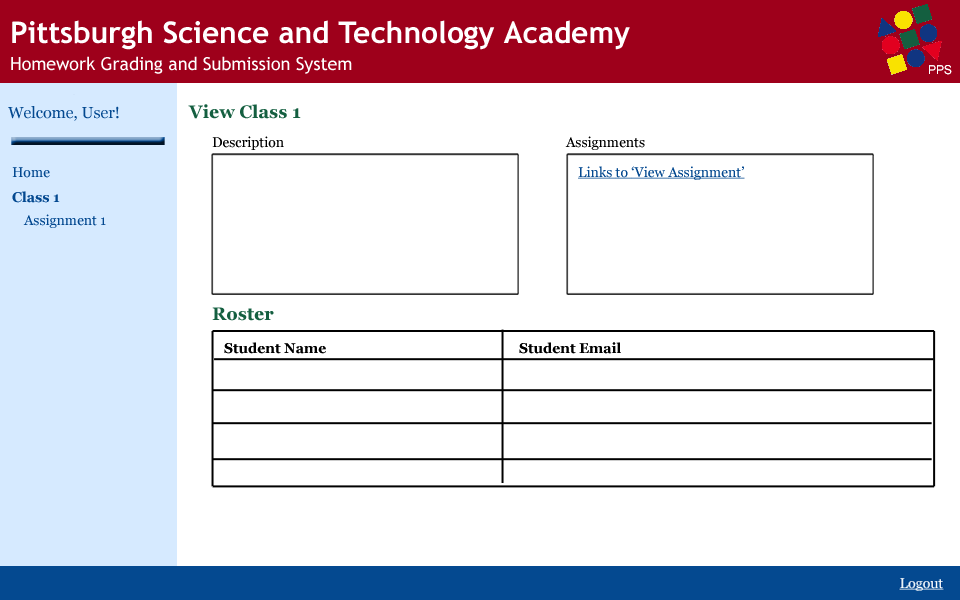 Pittsburgh Science and Technology Academy
Homework Grading and Submission System
PPS
Welcome, User!
Home
Class 1
Assignment 1
View Class 1
Description
Assignments
Links to ‘View Assignment’
Roster
Student Name
Student Email
Logout